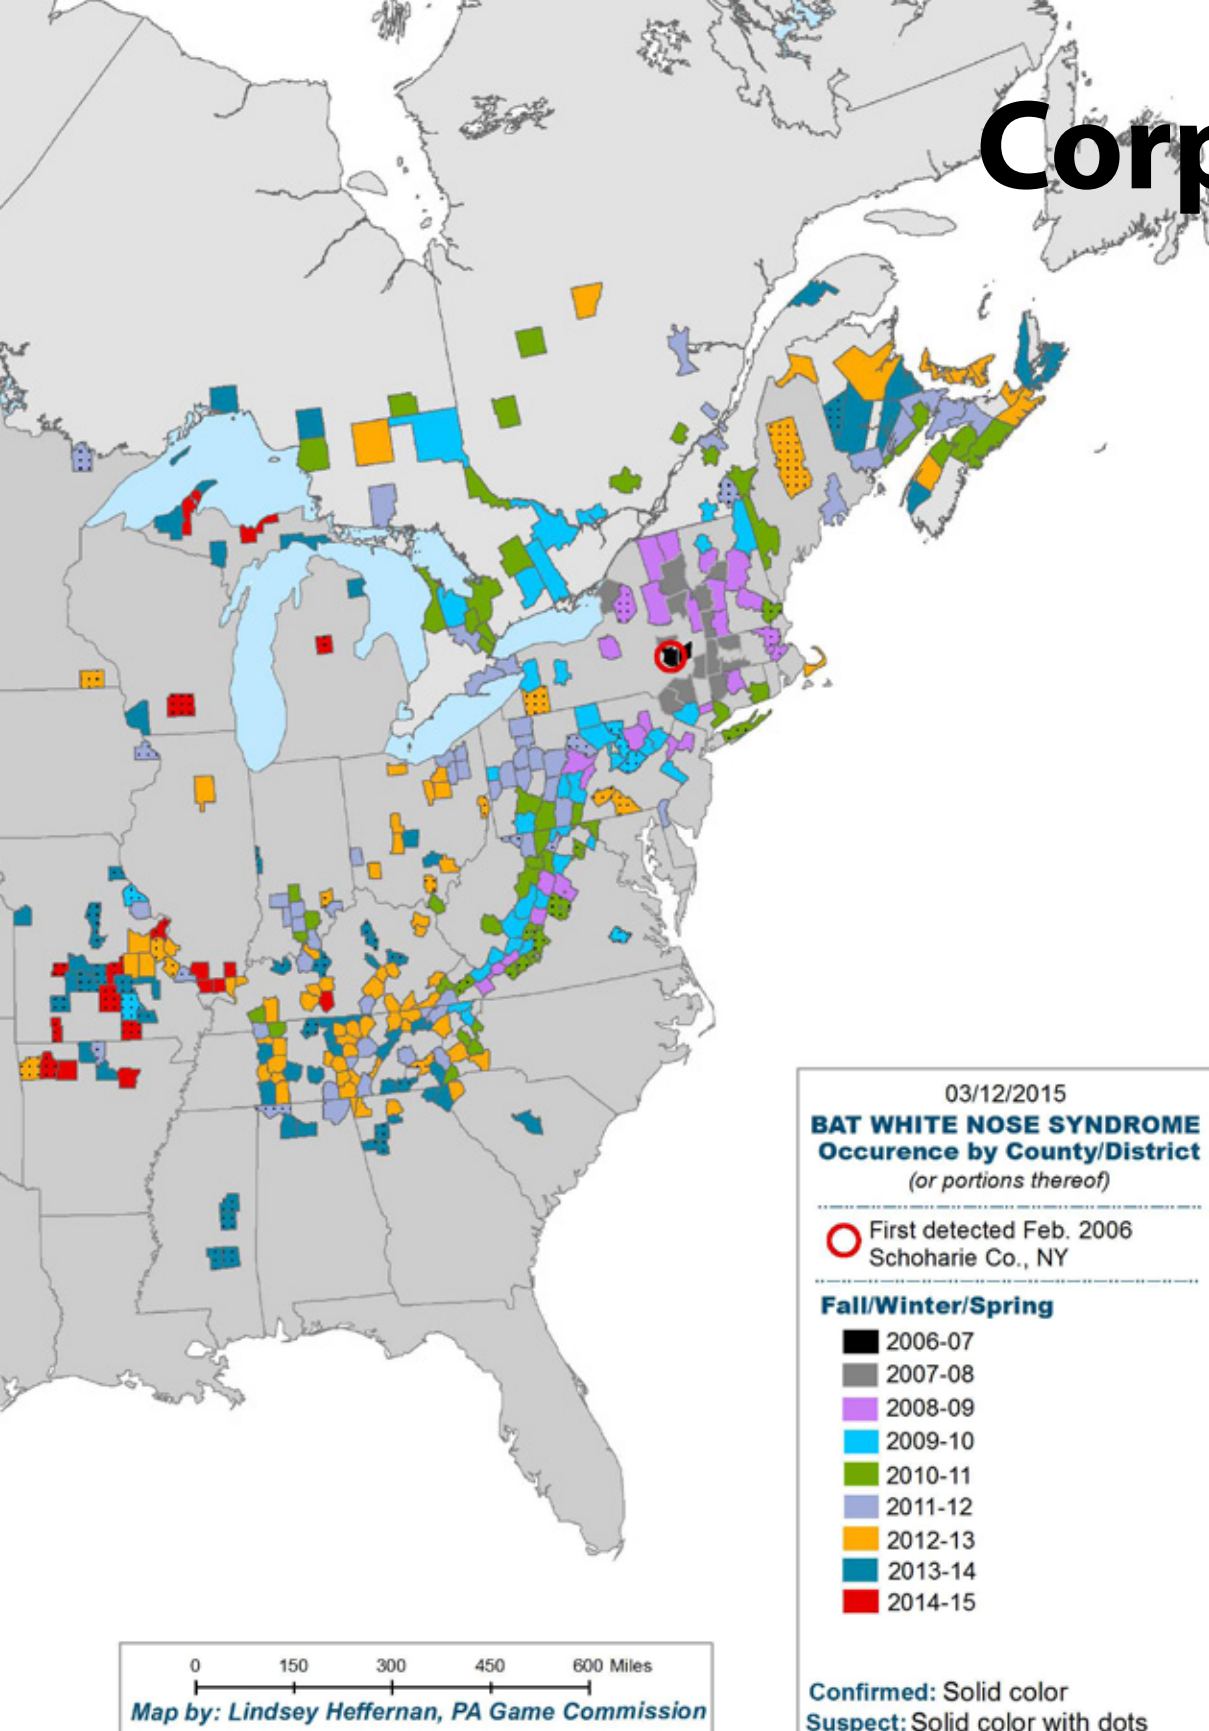 Corp
03/12/2015
BAT WHITE NOSE SYNDROME
Occurence by County/District
(or portions thereof)
First detected Feb. 2006
Schoharie Co., NY
Fall/Winter/Spring
2006-07
2007-08
2008-09
2009-10
2010-11
2011-12
2012-13
2013-14
2014-15
Confirmed: Solid color
Suspect: Solid color with dots
0 150 300 450 600 Miles
Map by: Lindsey Heffernan, PA Game Commission